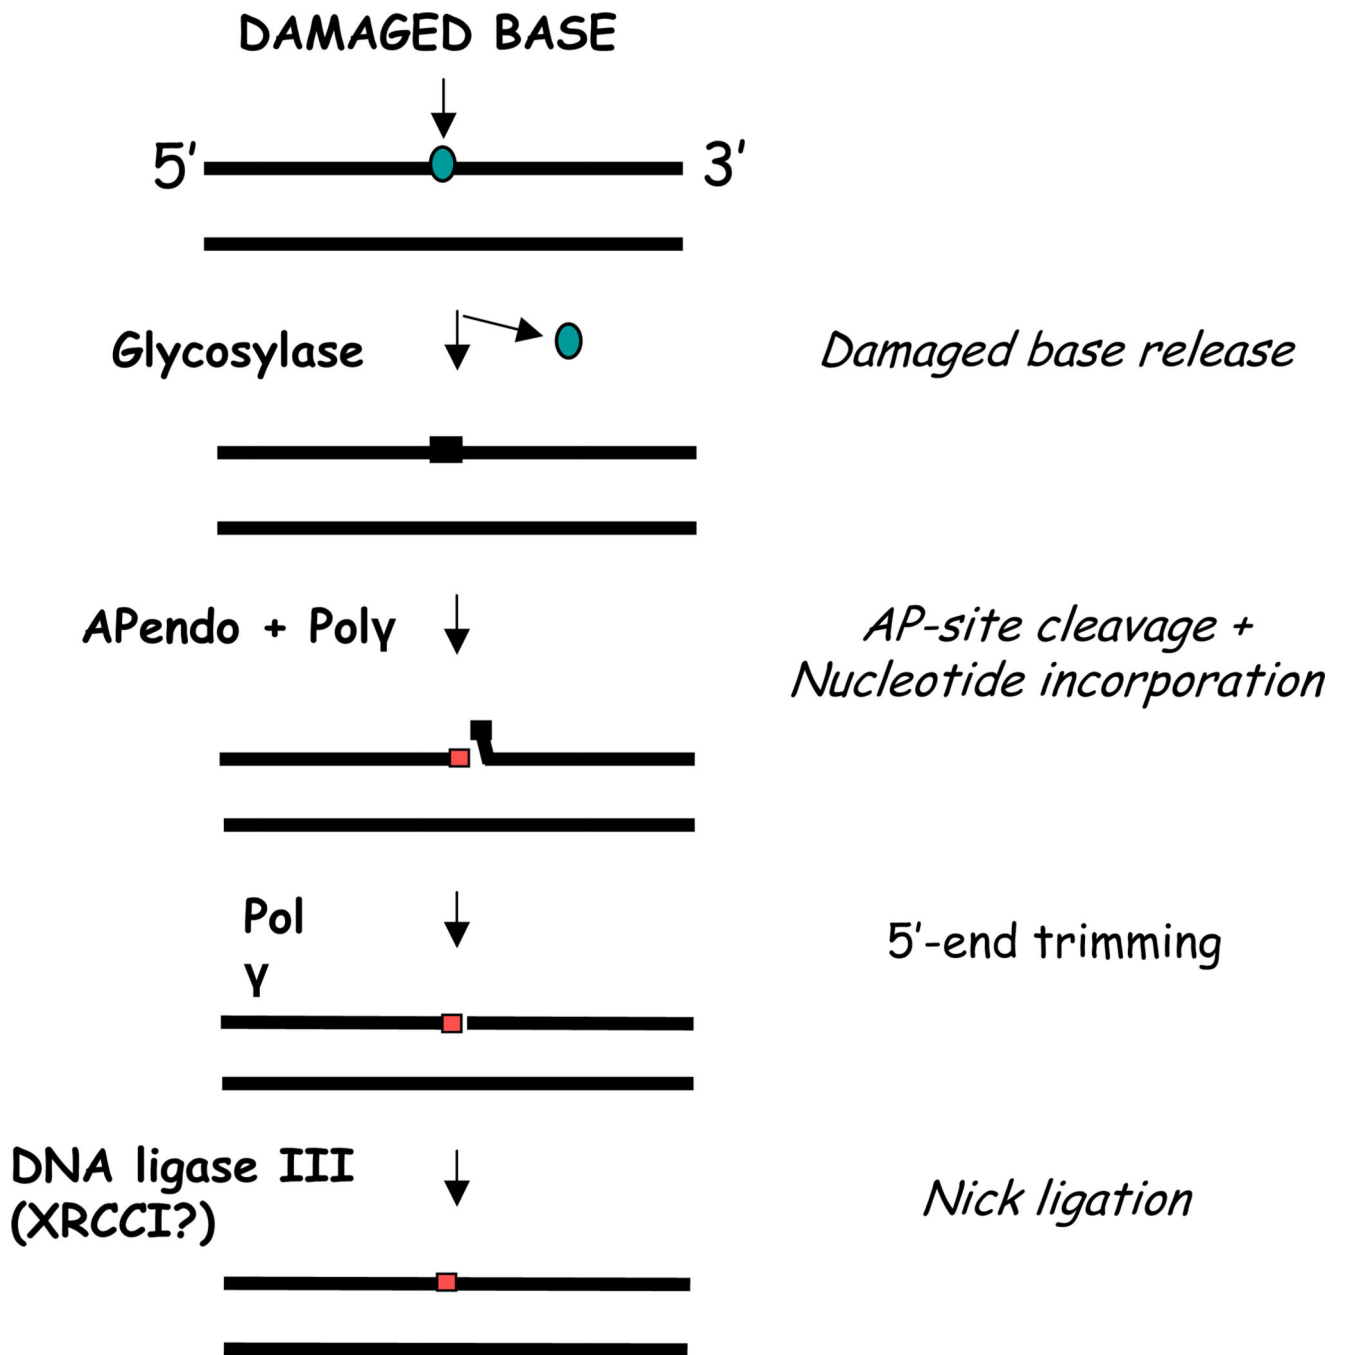 DAMAGED BASE
5' 3'
Glycosylase
Damaged base release
APendo + Polγ
AP-site cleavage +
Nucleotide incorporation
Pol
γ
5'-end trimming
DNA ligase III
(XRCCI?)
Nick ligation